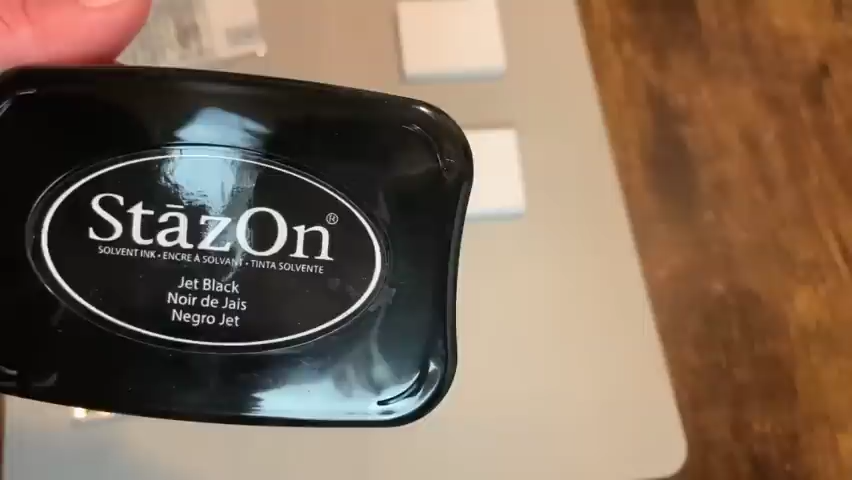 StāzOn®
SOLVENT INK • ENCRE À SOLVANT • TINTA SOLVENTE
Jet Black
Noir de Jais
Negro Jet